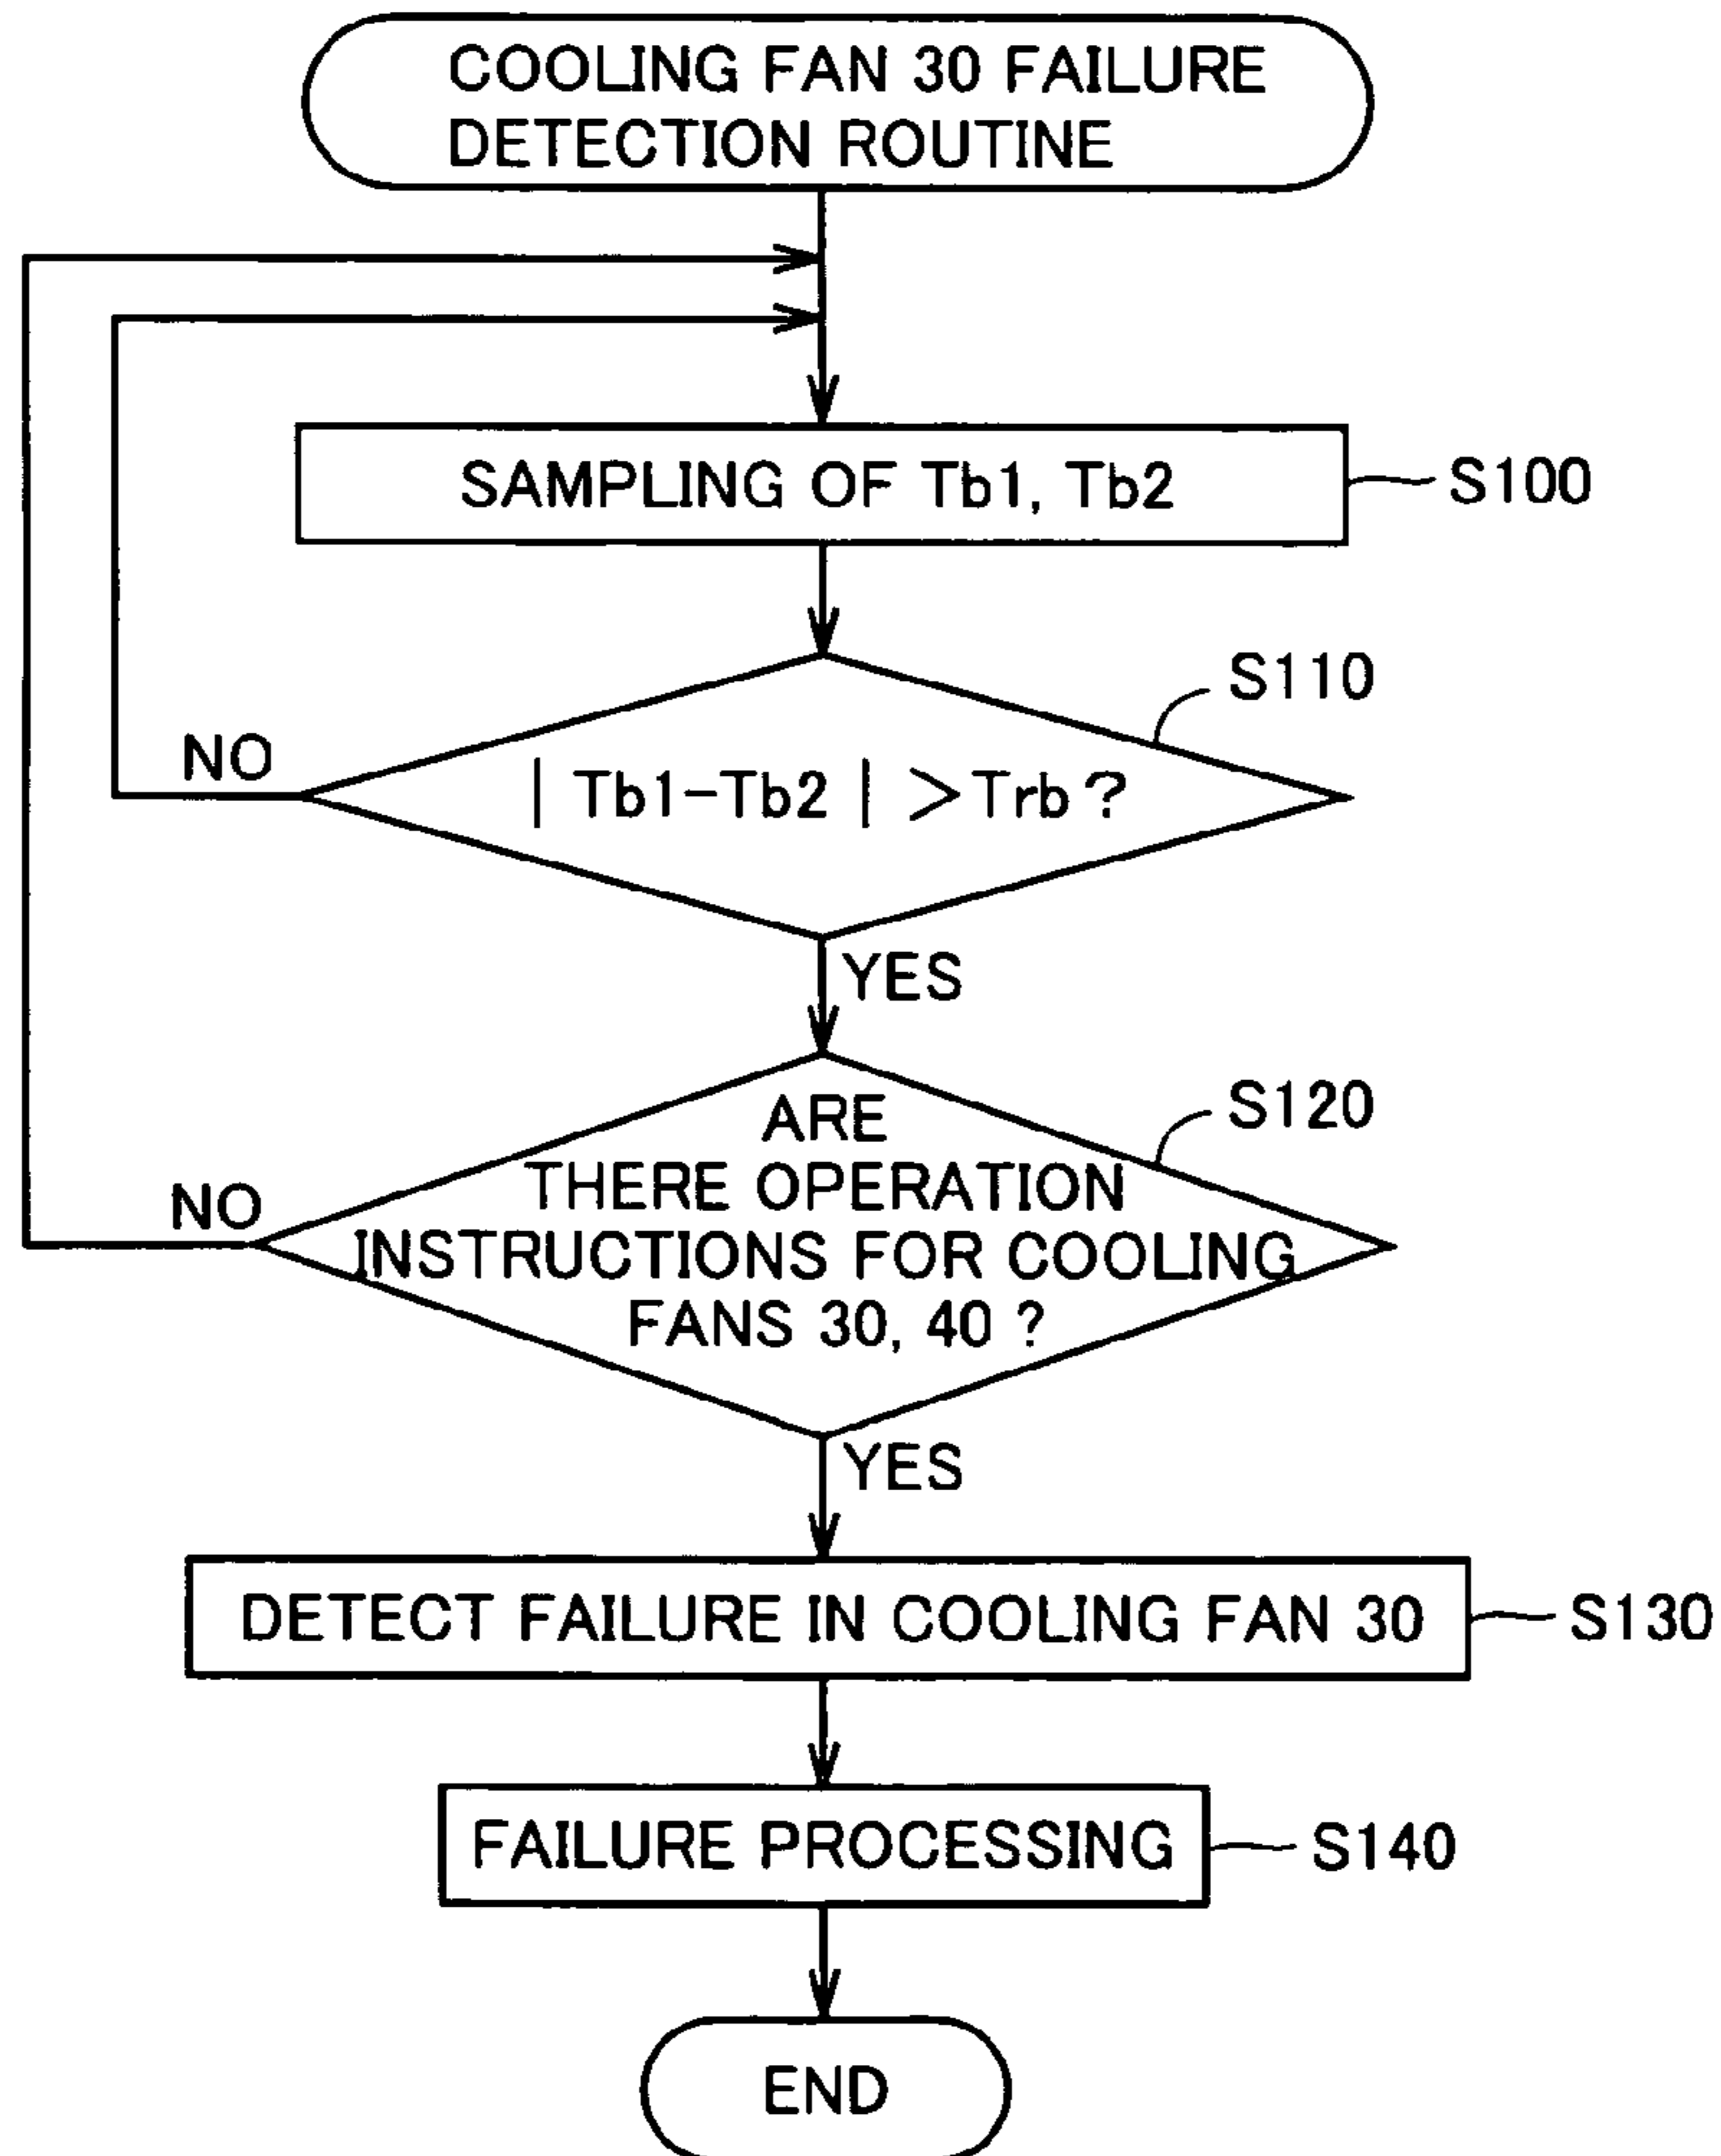 COOLING FAN 30 FAILURE
DETECTION ROUTINE
SAMPLING OF Tb1, Tb2
S100
S110
NO
| Tb1-Tb2 | >Trb ?
YES
S120
ARE
THERE OPERATION
NO
INSTRUCTIONS FOR COOLING
FANS 30, 40 ?
YES
DETECT FAILURE IN COOLING FAN 30
S130
FAILURE PROCESSING
S140
END